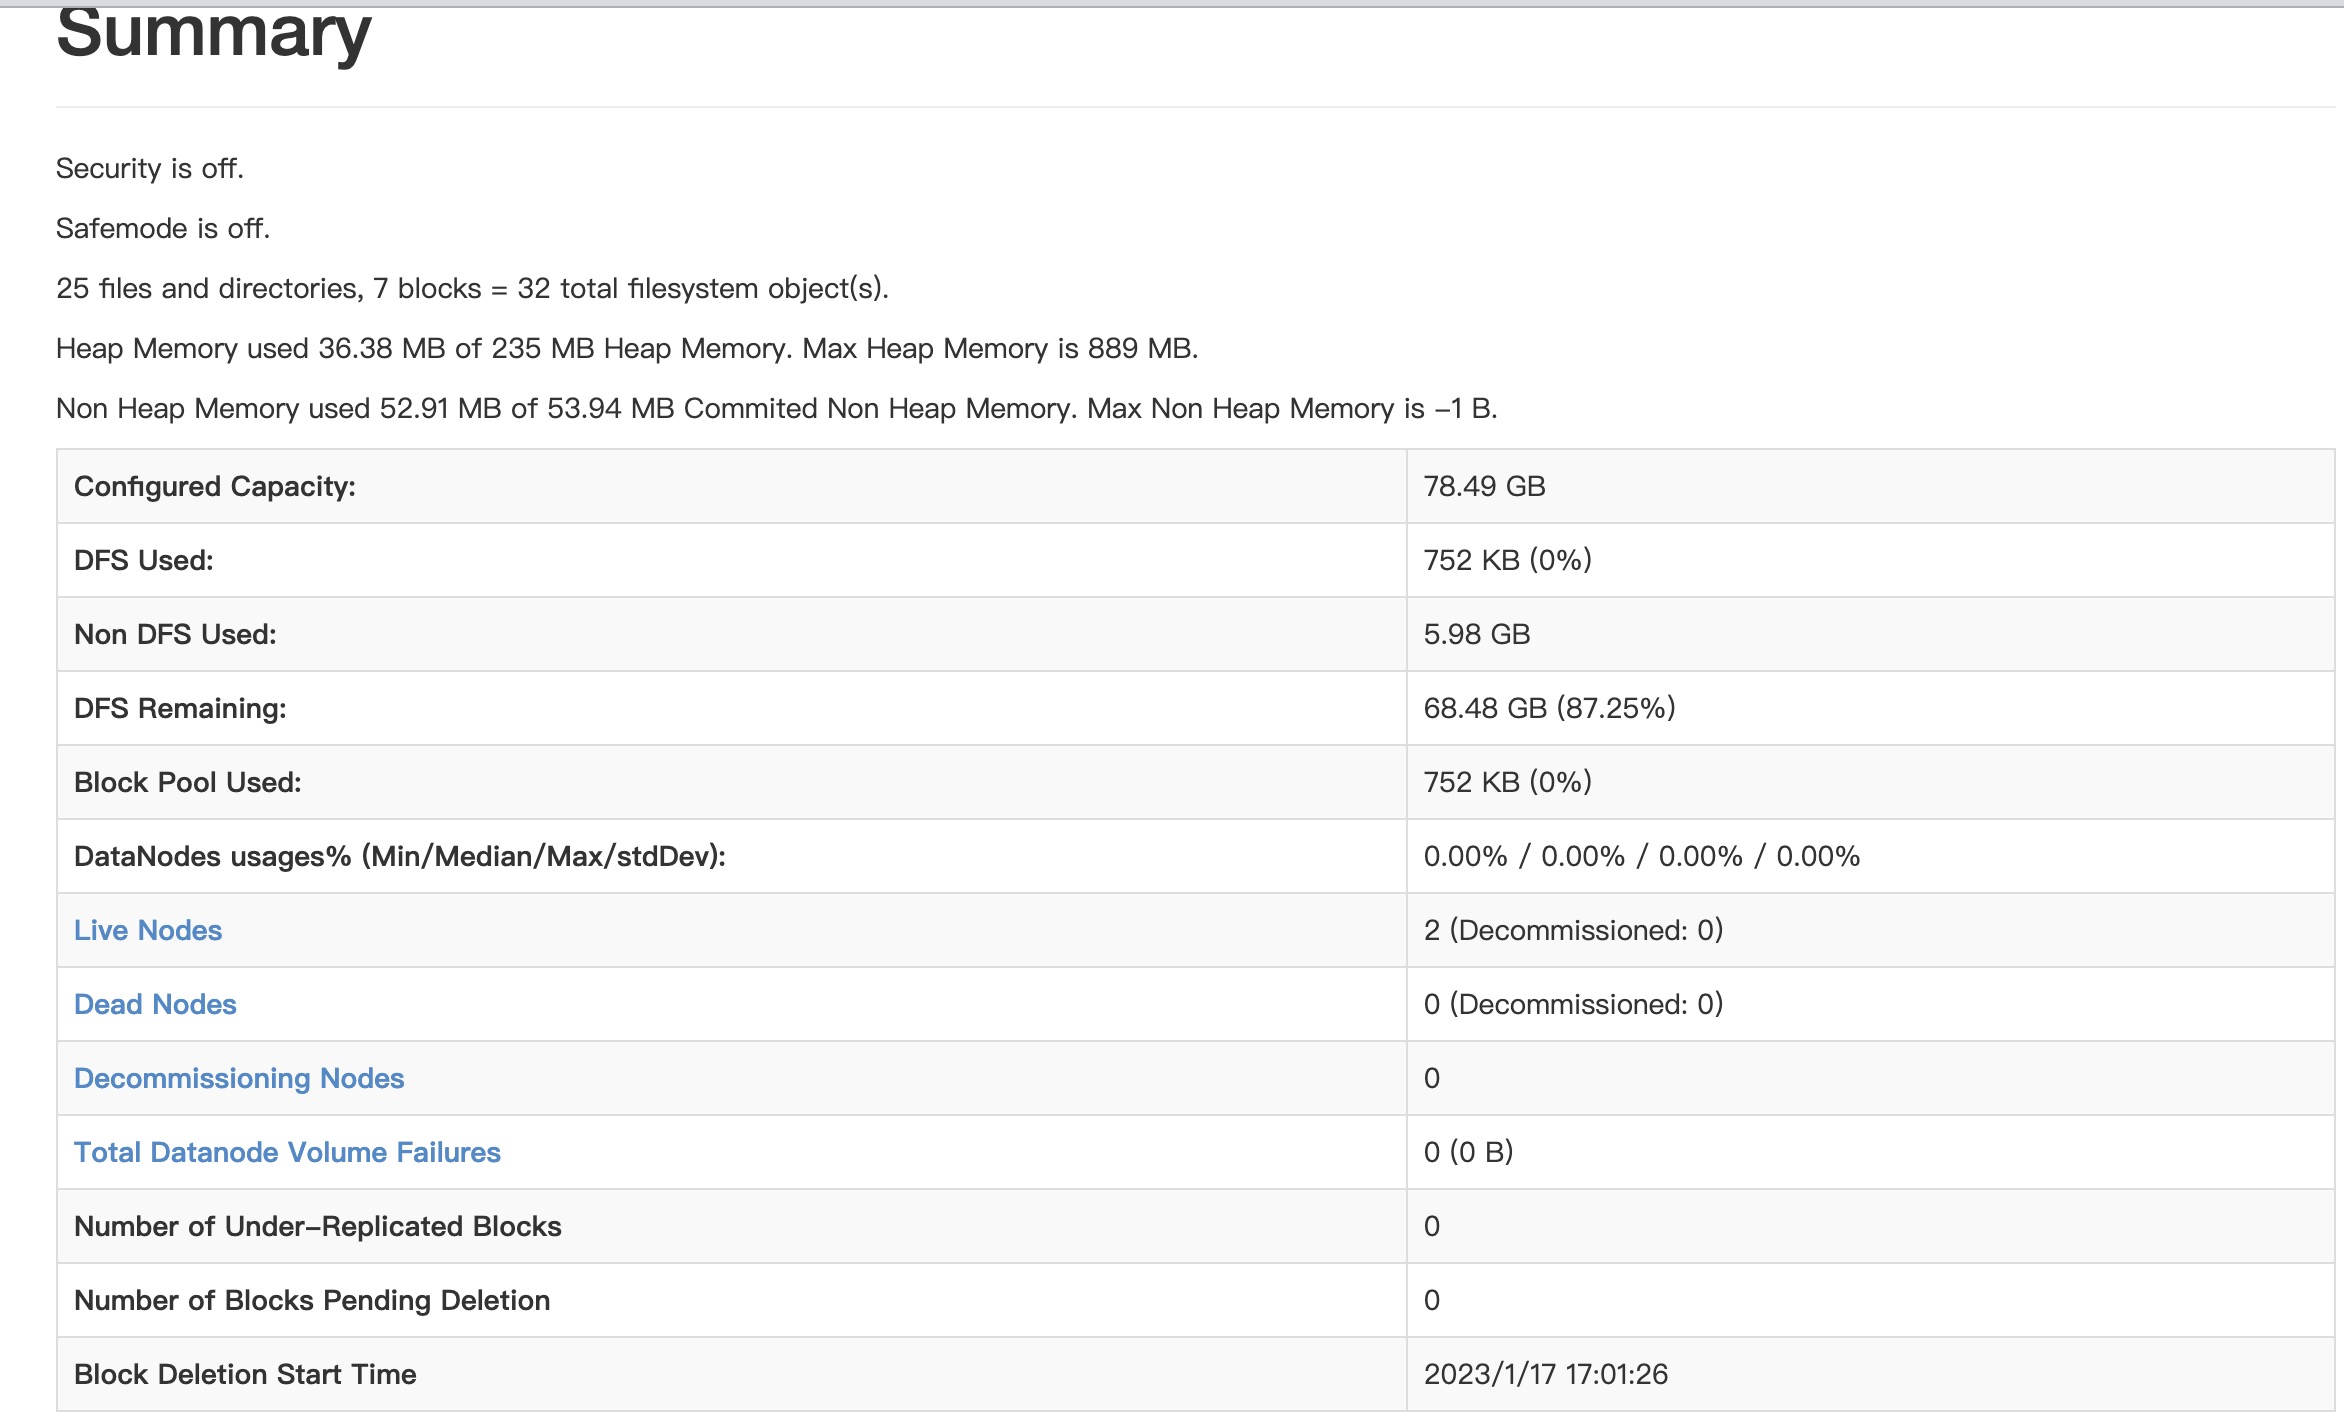 Summary
Security is off.
Safemode is off.
25 files and directories, 7 blocks = 32 total filesystem object(s).
Heap Memory used 36.38 MB of 235 MB Heap Memory. Max Heap Memory is 889 MB.
Non Heap Memory used 52.91 MB of 53.94 MB Commited Non Heap Memory. Max Non Heap Memory is –1 B.
Configured Capacity: 78.49 GB
DFS Used: 752 KB (0%)
Non DFS Used: 5.98 GB
DFS Remaining: 68.48 GB (87.25%)
Block Pool Used: 752 KB (0%)
DataNodes usages% (Min/Median/Max/stdDev): 0.00% / 0.00% / 0.00% / 0.00%
Live Nodes 2 (Decommissioned: 0)
Dead Nodes 0 (Decommissioned: 0)
Decommissioning Nodes 0
Total Datanode Volume Failures 0 (0 B)
Number of Under–Replicated Blocks 0
Number of Blocks Pending Deletion 0
Block Deletion Start Time 2023/1/17 17:01:26